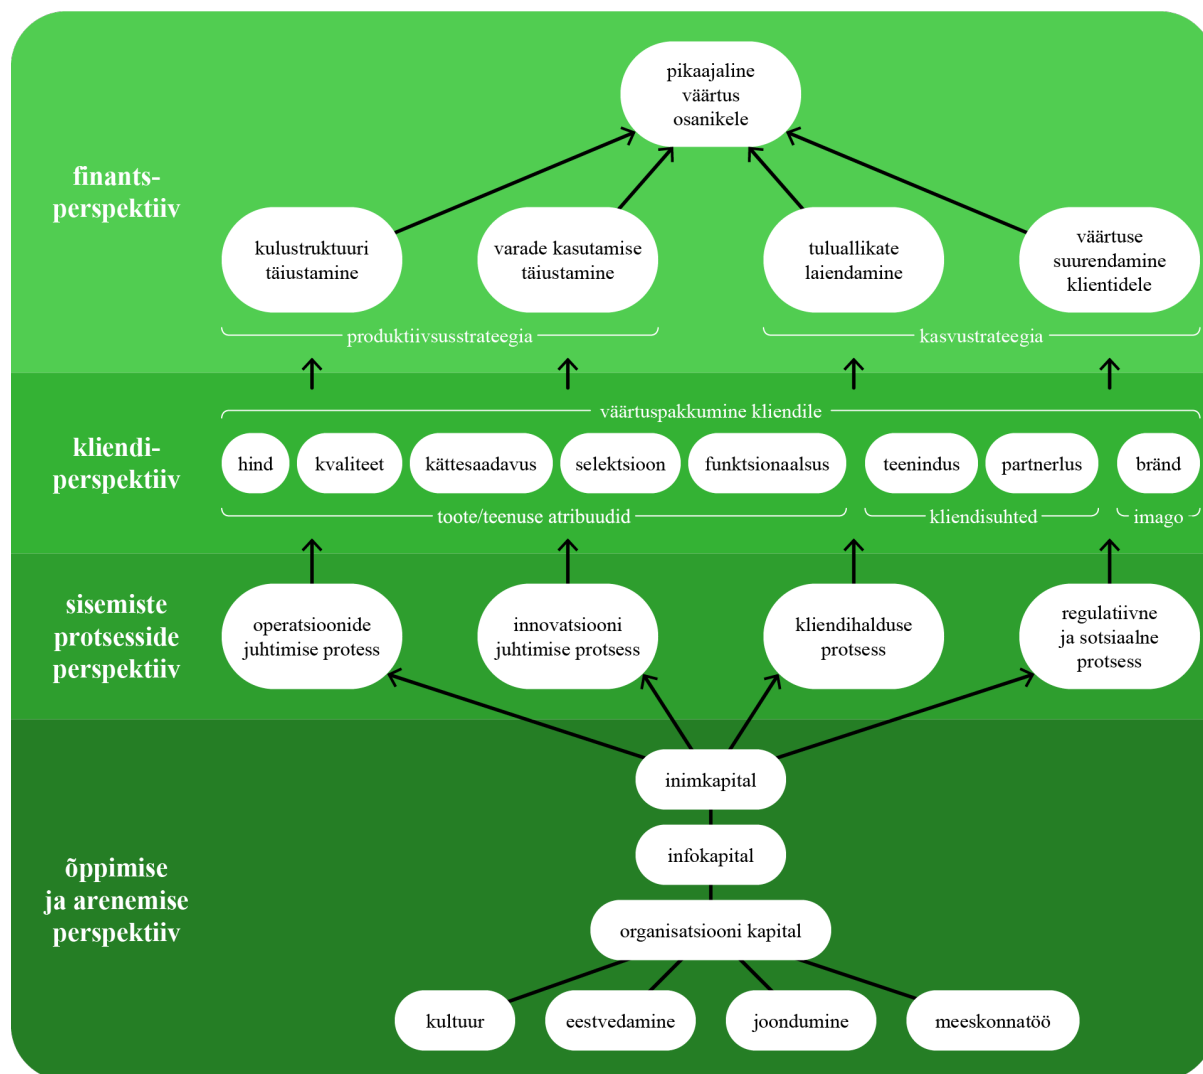 pikaajaline
väärtus
osanikele
finants-
perspektiiv
kulustruktuuri
täiustamine
varade kasutamise
täiustamine
tuluallikate
laiendamine
väärtuse
suurendamine
klientidele
produktiivsusstrateegia
kasvustrateegia
väärtuspakkumine kliendile
kliendi-
perspektiiv
hind
kvaliteet
kättesaadavus
selektsioon
funktsionaalsus
teenindus
partnerlus
bränd
toote/teenuse atribuudid
kliendisuhted
imago
sisemiste
protsesside
perspektiiv
operatsioonide
juhtimise protess
innovatsiooni
juhtimise protsess
kliendihalduse
protsess
regulatiivne
ja sotsiaalne
protsess
õppimise
ja arenemise
perspektiiv
inimkapital
infokapital
organisatsiooni kapital
kultuur
eestvedamine
joondumine
meeskonnatöö